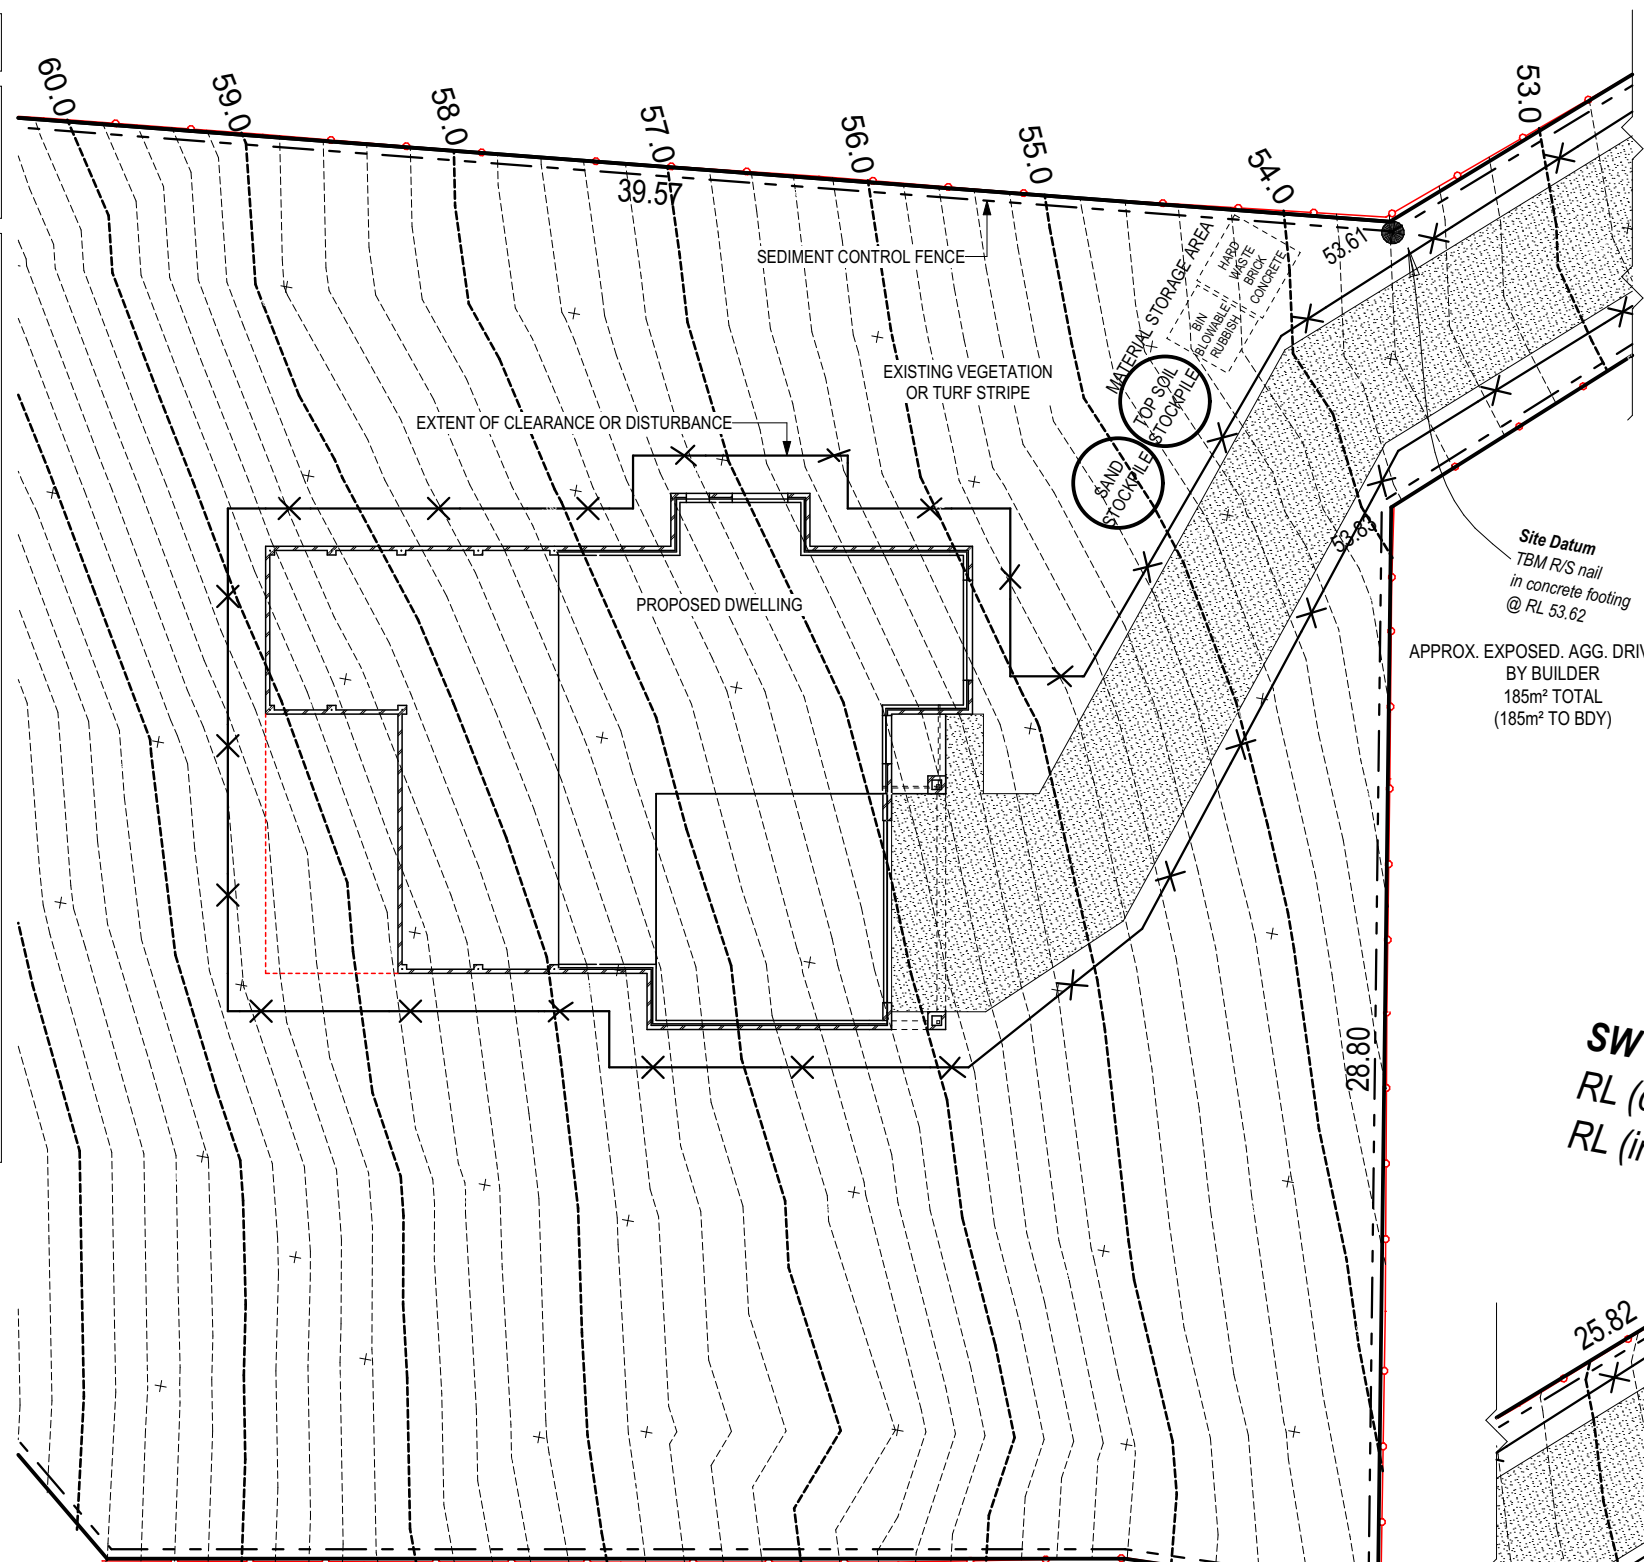 60.0
59.0
58.0
57.0
56.0
55.0
54.0
53.0
39.57
SEDIMENT CONTROL FENCE
MATERIAL STORAGE AREA
HARD
WASTE
BRICK
CONCRETE
BIN
BLOWABLE
RUBBISH
53.61
EXISTING VEGETATION
OR TURF STRIPE
TOP SOIL
STOCKPILE
EXTENT OF CLEARANCE OR DISTURBANCE
SAND
STOCKPILE
53.83
Site Datum
TBM R/S nail
in concrete footing
@ RL 53.62
PROPOSED DWELLING
APPROX. EXPOSED. AGG. DRIV
BY BUILDER
185m² TOTAL
(185m² TO BDY)
28.80
SW
RL (
RL (i
25.82